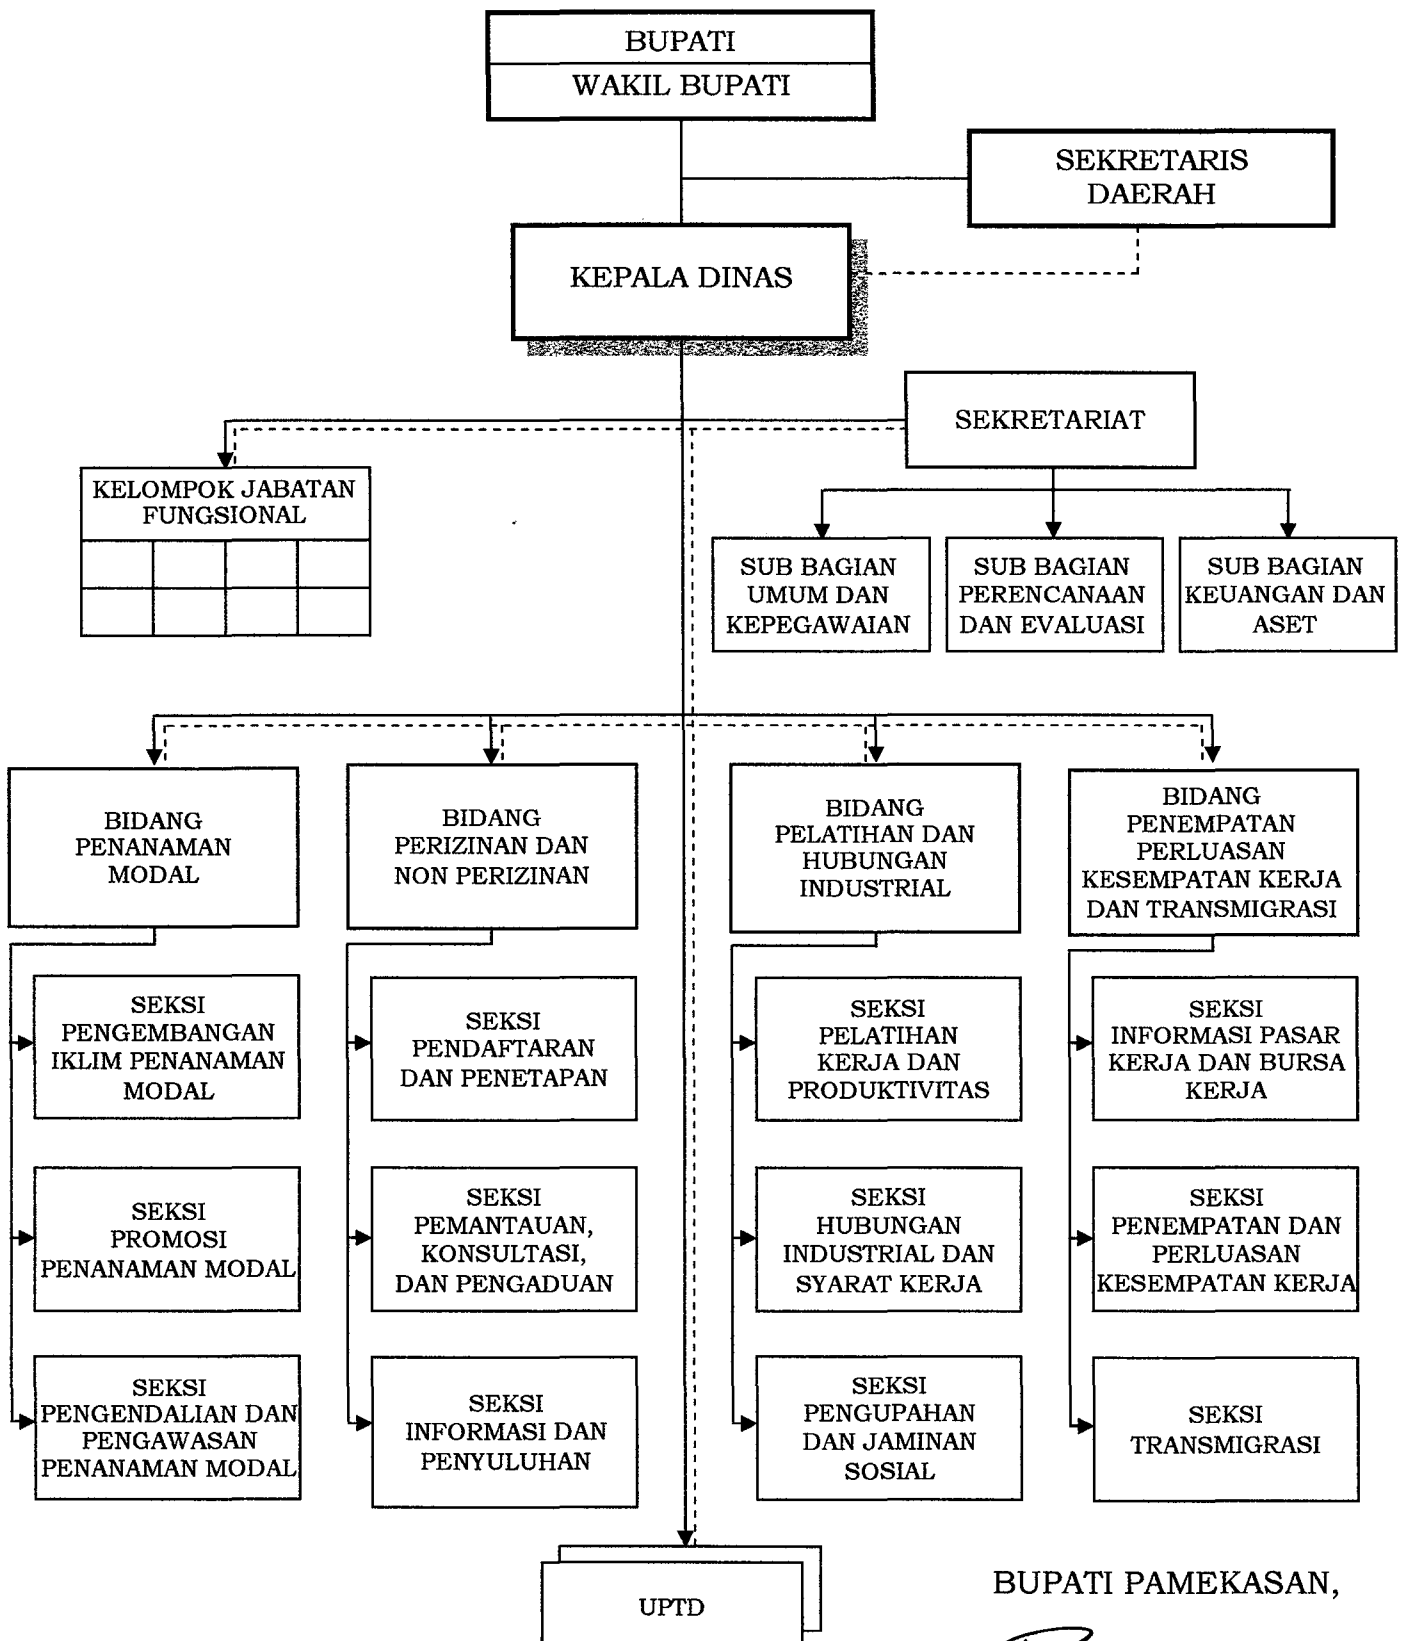 BUPATI
WAKIL BUPATI
SEKRETARIS
DAERAH
KEPALA DINAS
SEKRETARIAT
KELOMPOK JABATAN
FUNGSIONAL
SUB BAGIAN
UMUM DAN
KEPEGAWAIAN
SUB BAGIAN
PERENCANAAN
DAN EVALUASI
SUB BAGIAN
KEUANGAN DAN
ASET
BIDANG
PENANAMAN
MODAL
BIDANG
PERIZINAN DAN
NON PERIZINAN
BIDANG
PELATIHAN DAN
HUBUNGAN
INDUSTRIAL
BIDANG
PENEMPATAN
PERLUASAN
KESEMPATAN KERJA
DAN TRANSMIGRASI
SEKSI
PENGEMBANGAN
IKLIM PENANAMAN
MODAL
SEKSI
PENDAFTARAN
DAN PENETAPAN
SEKSI
PELATIHAN
KERJA DAN
PRODUKTIVITAS
SEKSI
INFORMASI PASAR
KERJA DAN BURSA
KERJA
SEKSI
PROMOSI
PENANAMAN MODAL
SEKSI
PEMANTAUAN,
KONSULTASI,
DAN PENGADUAN
SEKSI
HUBUNGAN
INDUSTRIAL DAN
SYARAT KERJA
SEKSI
PENEMPATAN DAN
PERLUASAN
KESEMPATAN KERJA
SEKSI
PENGENDALIAN DAN
PENGAWASAN
PENANAMAN MODAL
SEKSI
INFORMASI DAN
PENYULUHAN
SEKSI
PENGUPAHAN
DAN JAMINAN
SOSIAL
SEKSI
TRANSMIGRASI
UPTD
BUPATI PAMEKASAN,